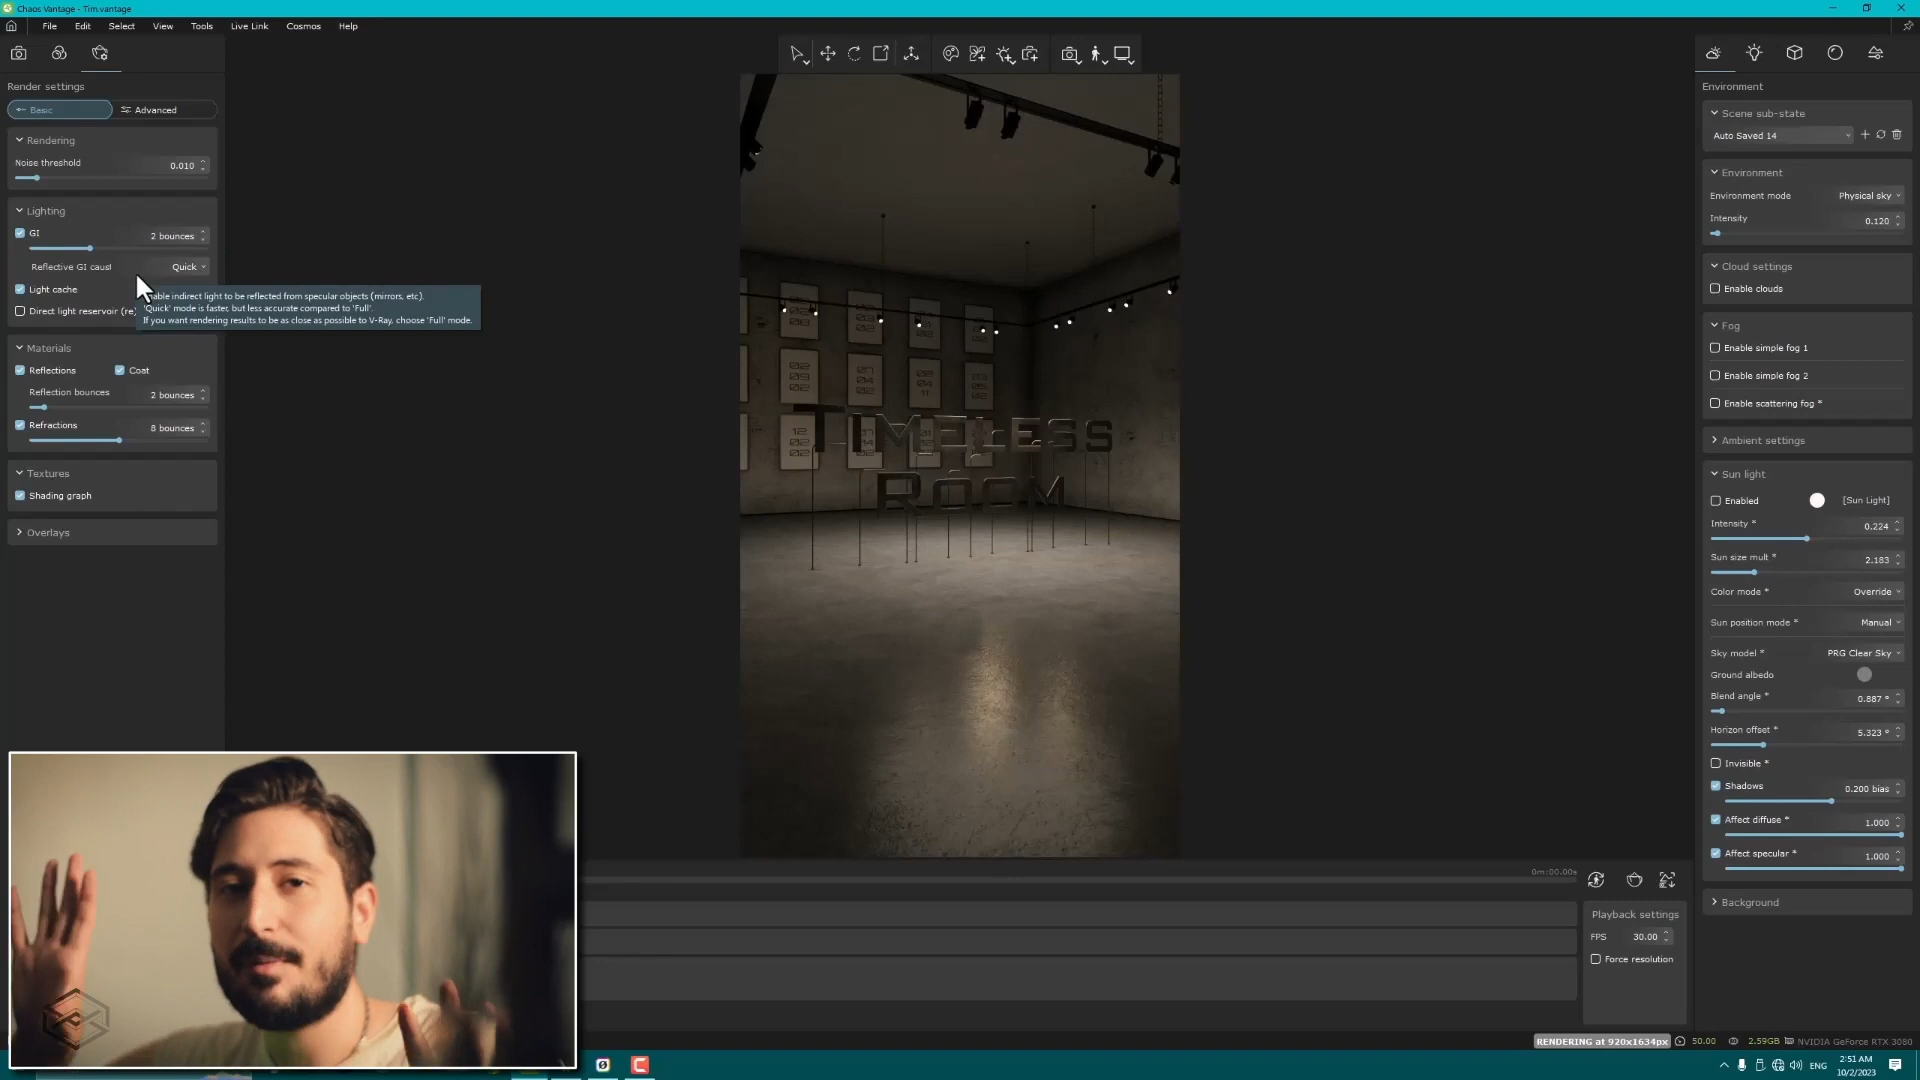 Chaos Vantage - Tim.vantage
File Edit Select View Tools Live Link Cosmos Help
Render settings
Basic Advanced
Rendering
Noise threshold 0.010
Lighting
GI 2 bounces
Reflective GI caust Quick
Light cache
Direct light reservoir (re)
nable indirect light to be reflected from specular objects (mirrors, etc).
'Quick' mode is faster, but less accurate compared to 'Full'.
If you want rendering results to be as close as possible to V-Ray, choose 'Full' mode.
Materials
Reflections Coat
Reflection bounces 2 bounces
Refractions 8 bounces
Textures
Shading graph
Overlays
TIMELESS
ROOM
Environment
Scene sub-state
Auto Saved 14
Environment
Environment mode Physical sky
Intensity 0.120
Cloud settings
Enable clouds
Fog
Enable simple fog 1
Enable simple fog 2
Enable scattering fog *
Ambient settings
Sun light
Enabled [Sun Light]
Intensity * 0.224
Sun size mult * 2.183
Color mode * Override
Sun position mode * Manual
Sky model * PRG Clear Sky
Ground albedo
Blend angle * 0.887 °
Horizon offset * 5.323 °
Invisible *
Shadows 0.200 bias
Affect diffuse * 1.000
Affect specular * 1.000
Background
0m:00.00s
Playback settings
FPS 30.00
Force resolution
RENDERING at 920x1634px 50.00 2.59GB NVIDIA GeForce RTX 3080
ENG
2:51 AM
10/2/2023